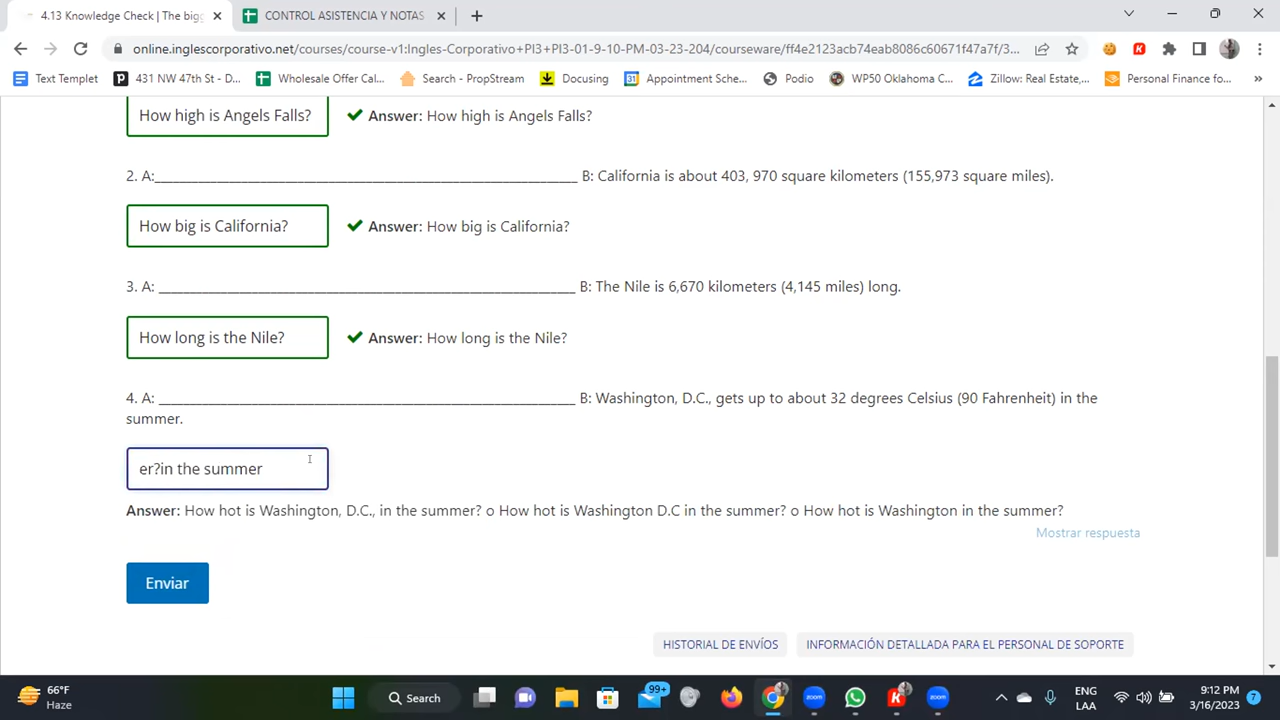 4.13 Knowledge Check | The bigg
CONTROL ASISTENCIA Y NOTAS
online.inglescorporativo.net/courses/course-v1:Ingles-Corporativo+PI3+PI3-01-9-10-PM-03-23-204/courseware/ff4e2123acb74eab8086c60671f47a7f/3...
Text Templet
431 NW 47th St - D...
Wholesale Offer Cal...
Search - PropStream
Docusing
Appointment Sche...
Podio
WP50 Oklahoma C...
Zillow: Real Estate,...
Personal Finance fo...
How high is Angels Falls?
Answer: How high is Angels Falls?
2. A:_______________ B: California is about 403, 970 square kilometers (155,973 square miles).
How big is California?
Answer: How big is California?
3. A: _______________ B: The Nile is 6,670 kilometers (4,145 miles) long.
How long is the Nile?
Answer: How long is the Nile?
4. A: _______________ B: Washington, D.C., gets up to about 32 degrees Celsius (90 Fahrenheit) in the
summer.
er?in the summer
Answer: How hot is Washington, D.C., in the summer? o How hot is Washington D.C in the summer? o How hot is Washington in the summer?
Mostrar respuesta
Enviar
HISTORIAL DE ENVÍOS
INFORMACIÓN DETALLADA PARA EL PERSONAL DE SOPORTE
66°F
Haze
Search
99+
ENG
LAA
9:12 PM
3/16/2023
7